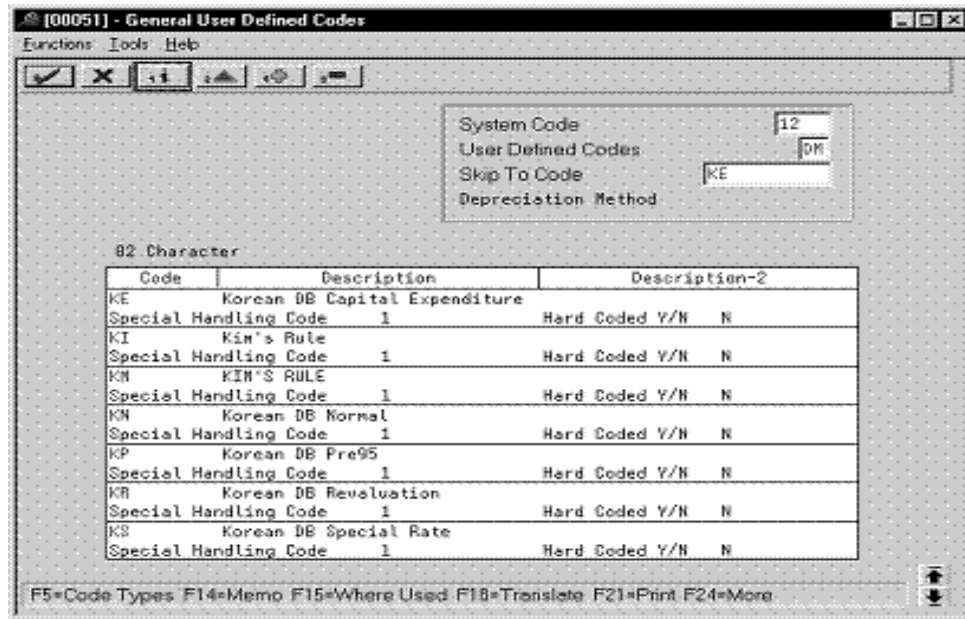 [00051] - General User Defined Codes
Functions Tools Help
System Code 12
User Defined Codes DM
Skip To Code KE
Depreciation Method
82 Character
Code Description Description-2
KE Korean DB Capital Expenditure
Special Handling Code 1 Hard Coded Y/N N
KI Kim's Rule
Special Handling Code 1 Hard Coded Y/N N
KM KIM'S RULE
Special Handling Code 1 Hard Coded Y/N N
KN Korean DB Normal
Special Handling Code 1 Hard Coded Y/N N
KP Korean DB Pre95
Special Handling Code 1 Hard Coded Y/N N
KR Korean DB Revaluation
Special Handling Code 1 Hard Coded Y/N N
KS Korean DB Special Rate
Special Handling Code 1 Hard Coded Y/N N
F5=Code Types F14=Memo F15=Where Used F18=Translate F21=Print F24=More